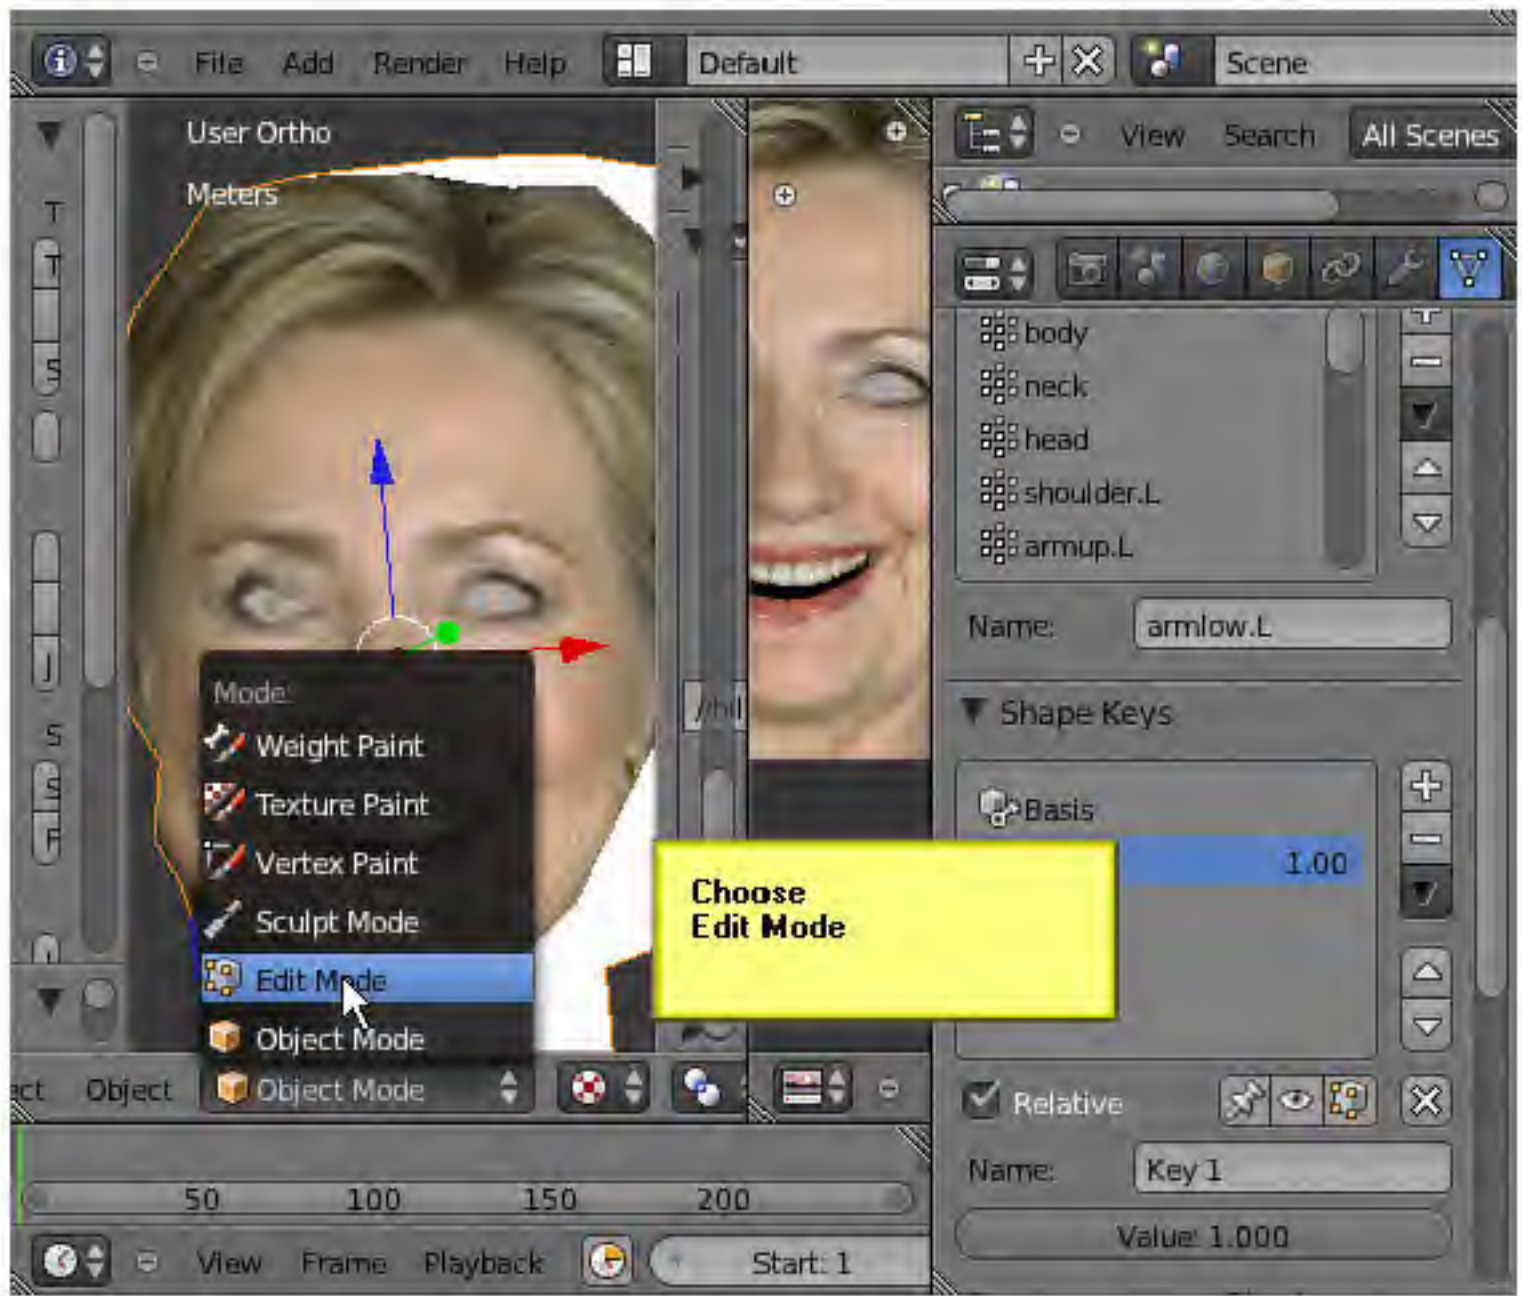 File Add Render Help Default Scene
User Ortho
Meters
View Search All Scenes
T
T
S
J
S
S
F
body
neck
head
shoulder.L
armup.L
Name: armlow.L
Shape Keys
Basis
1.00
Mode:
Weight Paint
Texture Paint
Vertex Paint
Sculpt Mode
Edit Mode
Object Mode
Choose
Edit Mode
ect Object Object Mode
Relative
Name: Key 1
Value: 1.000
50 100 150 200
View Frame Playback Start: 1